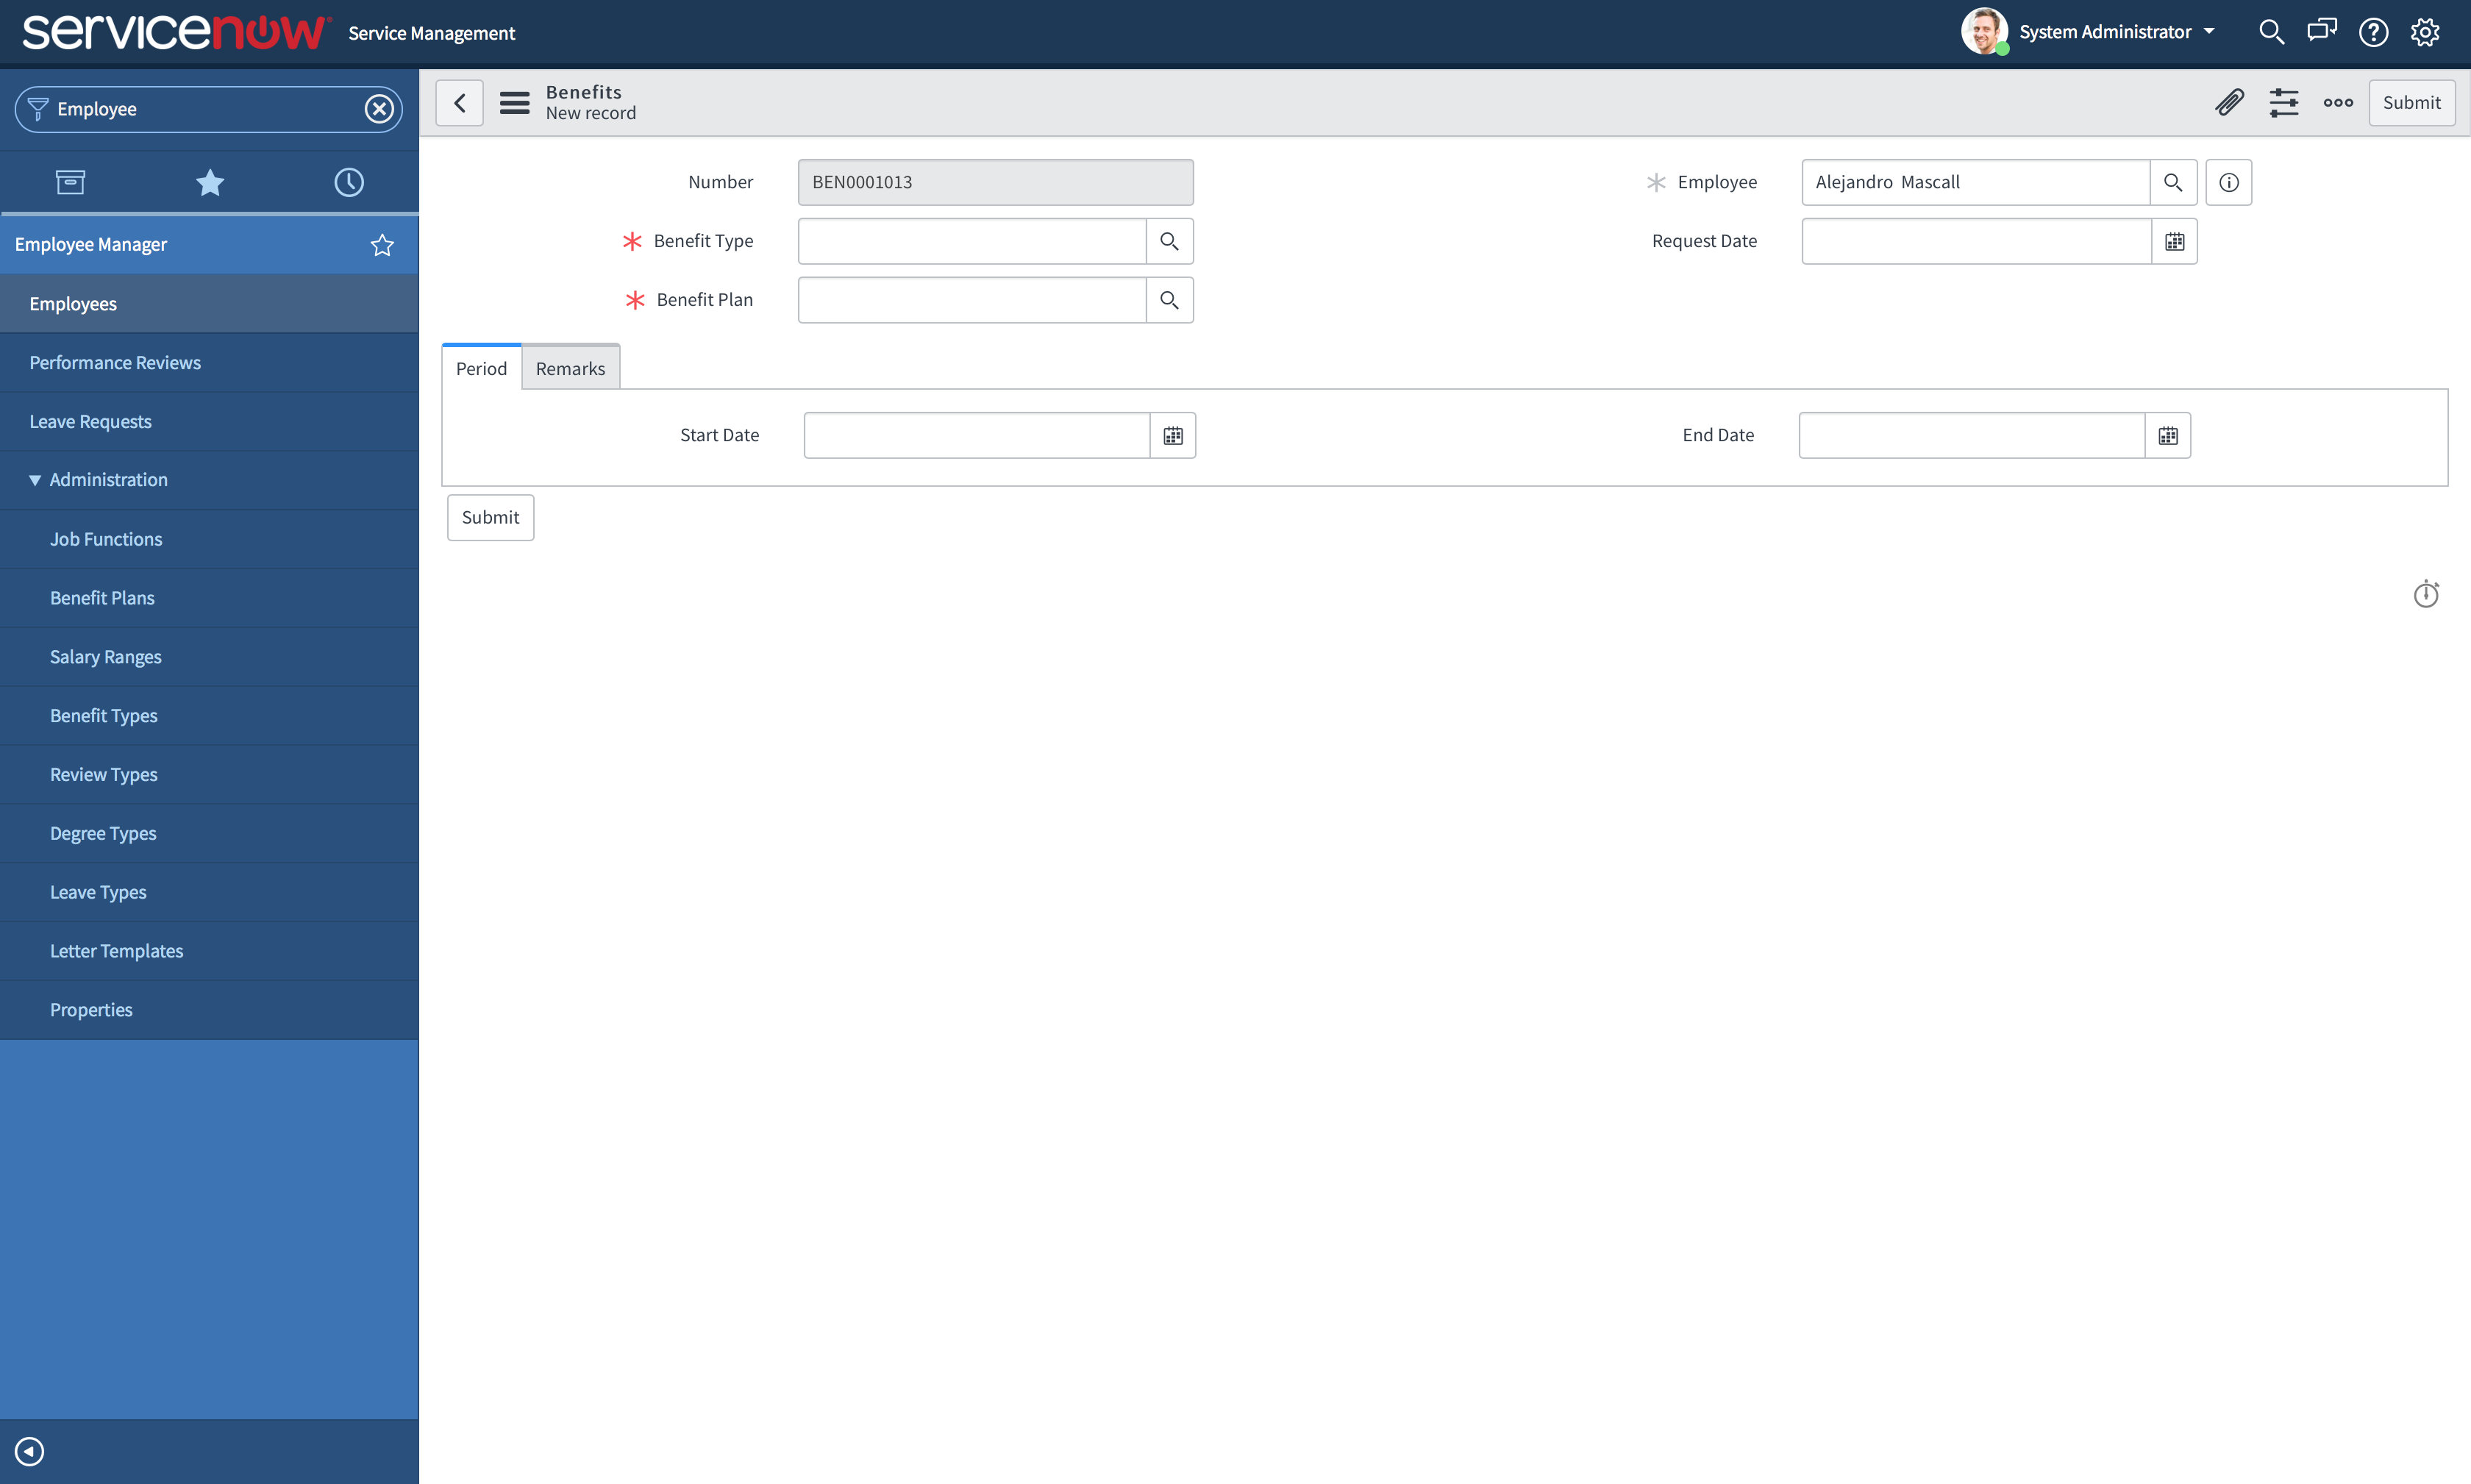 servicenow Service Management System Administrator
Employee
Employee Manager
Employees
Performance Reviews
Leave Requests
Administration
Job Functions
Benefit Plans
Salary Ranges
Benefit Types
Review Types
Degree Types
Leave Types
Letter Templates
Properties
Benefits
New record
Submit
Number BEN0001013
Employee Alejandro Mascall
Benefit Type
Request Date
Benefit Plan
Period Remarks
Start Date
End Date
Submit